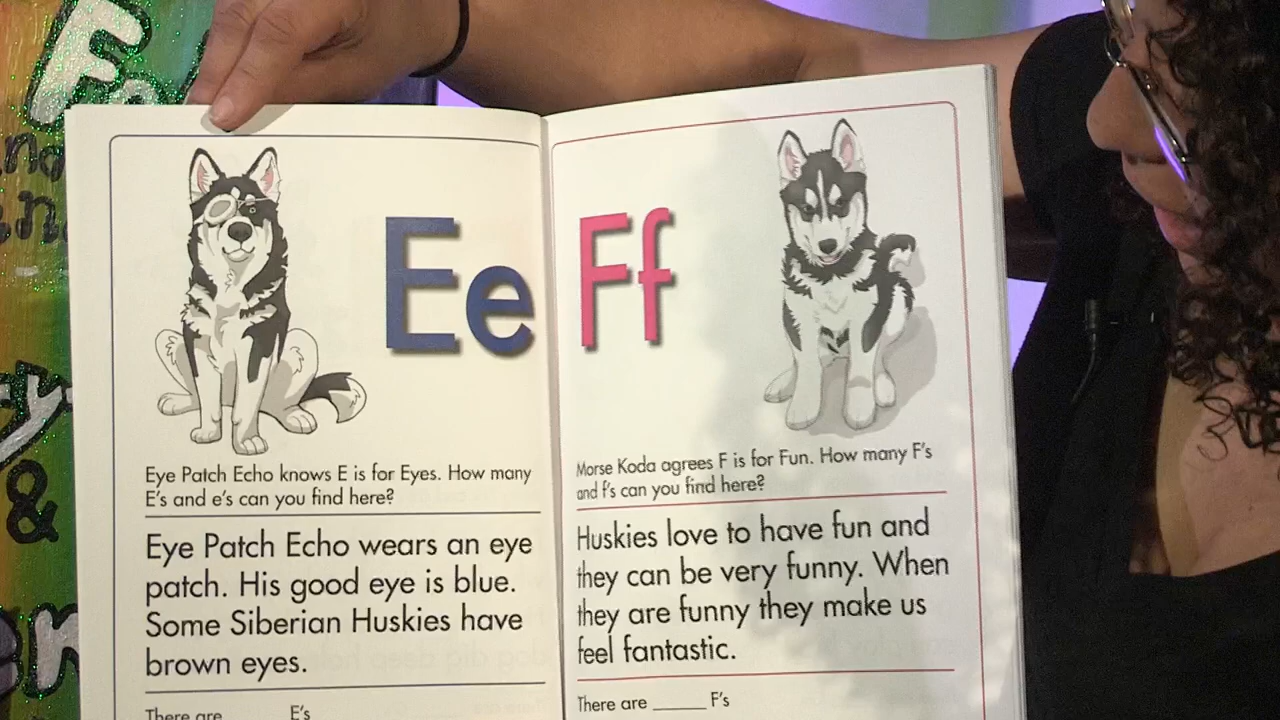 Ee
Eye Patch Echo knows E is for Eyes. How many
E's and e's can you find here?
Eye Patch Echo wears an eye
patch. His good eye is blue.
Some Siberian Huskies have
brown eyes.
There are ______ E's
Ff
Morse Koda agrees F is for Fun. How many F's
and f's can you find here?
Huskies love to have fun and
they can be very funny. When
they are funny they make us
feel fantastic.
There are ______ F's
&